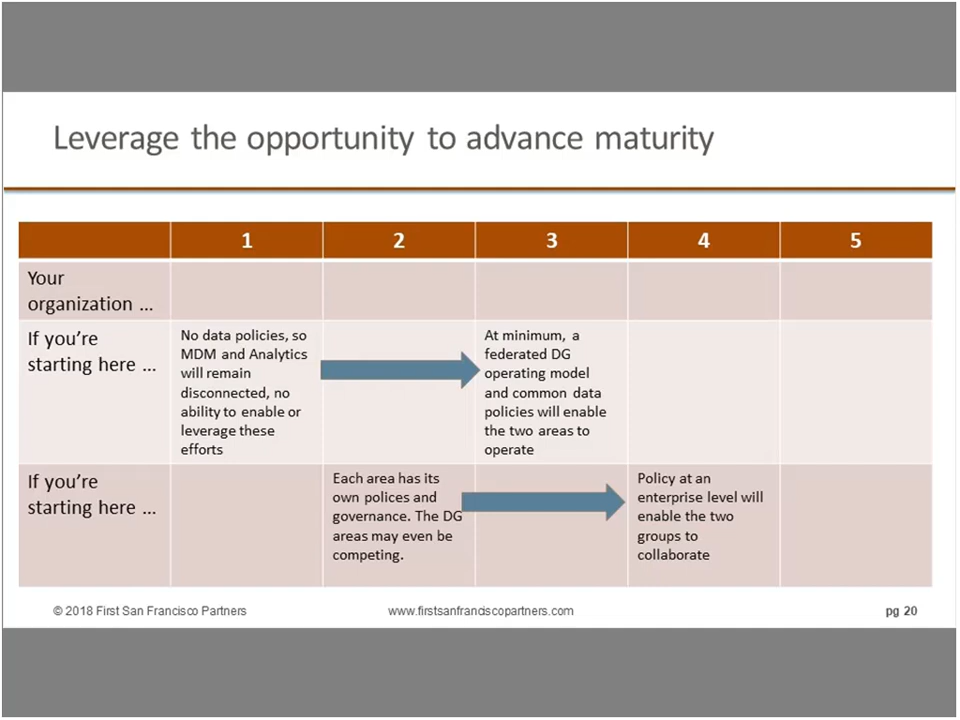 Leverage the opportunity to advance maturity
1 2 3 4 5
Your
organization ...
If you're
starting here ...
No data policies, so
MDM and Analytics
will remain
disconnected, no
ability to enable or
leverage these
efforts
At minimum, a
federated DG
operating model
and common data
policies will enable
the two areas to
operate
If you're
starting here ...
Each area has its
own polices and
governance. The DG
areas may even be
competing.
Policy at an
enterprise level will
enable the two
groups to
collaborate
© 2018 First San Francisco Partners www.firstsanfranciscopartners.com pg 20